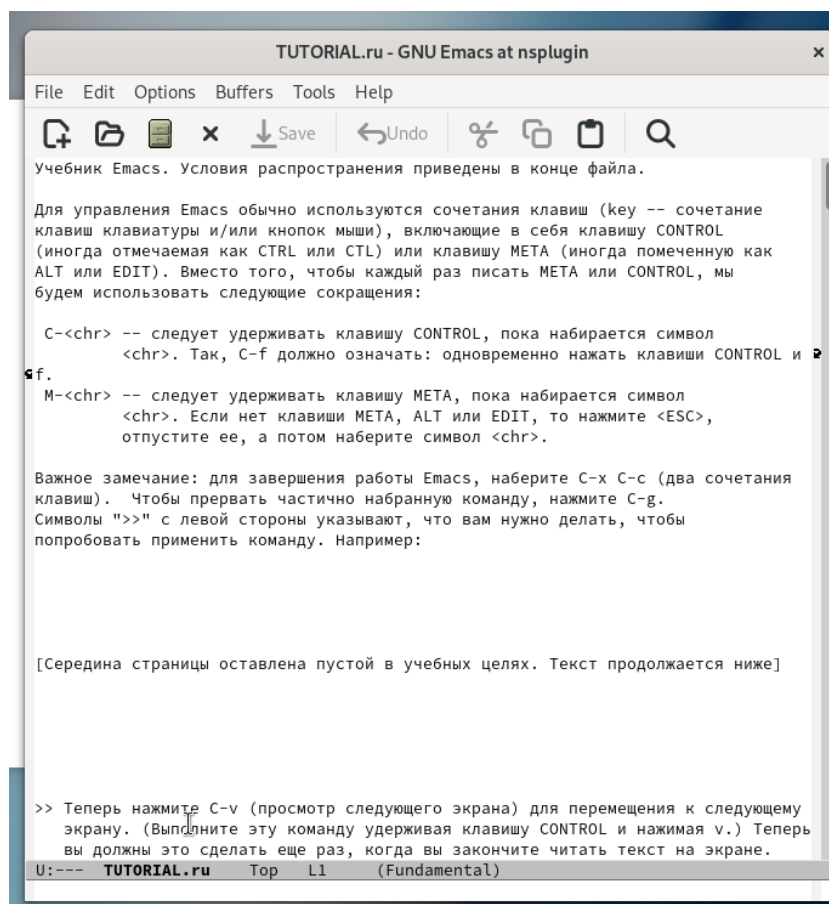 TUTORIAL.ru - GNU Emacs at nsplugin
File Edit Options Buffers Tools Help
Save Undo
Учебник Emacs. Условия распространения приведены в конце файла.
Для управления Emacs обычно используются сочетания клавиш (key -- сочетание
клавиш клавиатуры и/или кнопок мыши), включающие в себя клавишу CONTROL
(иногда отмечаемая как CTRL или CTL) или клавишу META (иногда помеченную как
ALT или EDIT). Вместо того, чтобы каждый раз писать META или CONTROL, мы
будем использовать следующие сокращения:
C-<chr> -- следует удерживать клавишу CONTROL, пока набирается символ
<chr>. Так, C-f должно означать: одновременно нажать клавиши CONTROL и
f.
M-<chr> -- следует удерживать клавишу META, пока набирается символ
<chr>. Если нет клавиши META, ALT или EDIT, то нажмите <ESC>,
отпустите ее, а потом наберите символ <chr>.
Важное замечание: для завершения работы Emacs, наберите C-x C-c (два сочетания
клавиш).  Чтобы прервать частично набранную команду, нажмите C-g.
Символы ">>" с левой стороны указывают, что вам нужно делать, чтобы
попробовать применить команду. Например:
[Середина страницы оставлена пустой в учебных целях. Текст продолжается ниже]
>> Теперь нажмите C-v (просмотр следующего экрана) для перемещения к следующему
экрану. (Выполните эту команду удерживая клавишу CONTROL и нажимая v.) Теперь
вы должны это сделать еще раз, когда вы закончите читать текст на экране.
U:--- TUTORIAL.ru Top L1 (Fundamental)